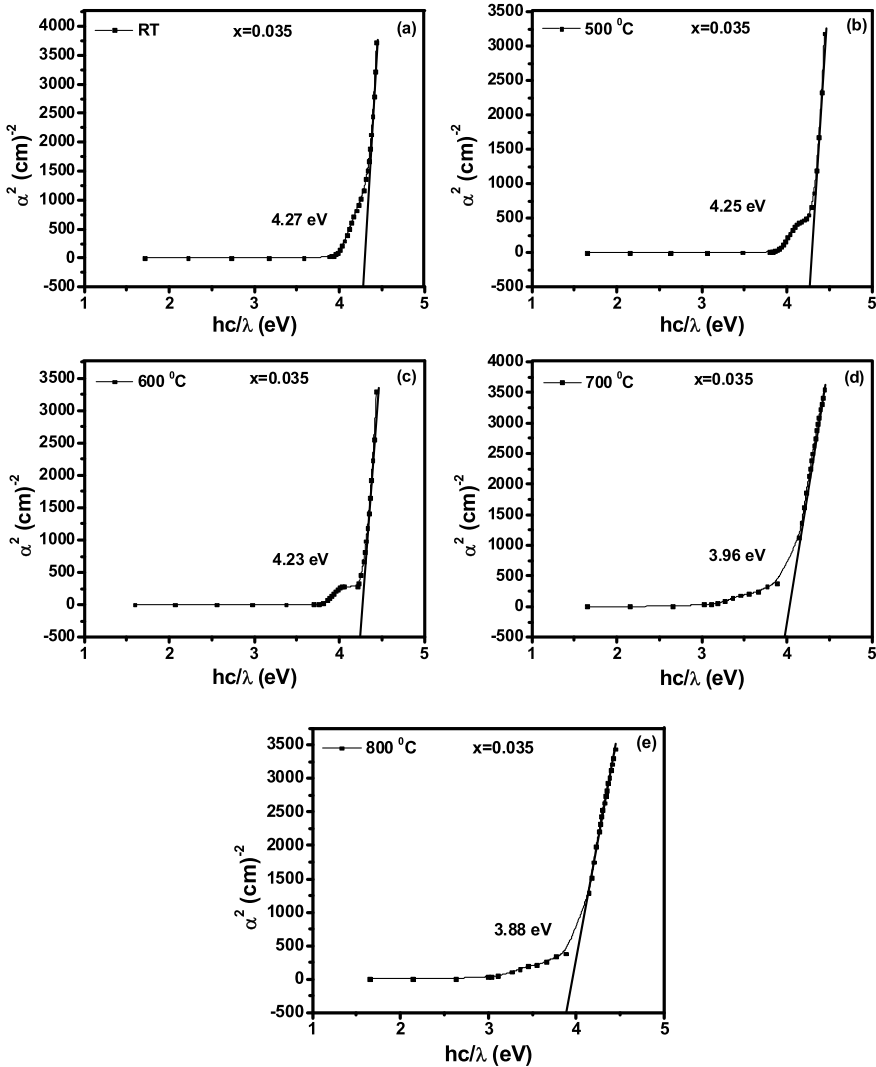 RT x=0.035 (a)
4000
3500
3000
2500
2000
1500
1000
500
0
-500
α² (cm)⁻²
4.27 eV
1 2 3 4 5
hc/λ (eV)
500 ⁰C x=0.035 (b)
3500
3000
2500
2000
1500
1000
500
0
-500
α² (cm)⁻²
4.25 eV
1 2 3 4 5
hc/λ (eV)
600 ⁰C x=0.035 (c)
3500
3000
2500
2000
1500
1000
500
0
-500
α² (cm)⁻²
4.23 eV
1 2 3 4 5
hc/λ (eV)
700 ⁰C x=0.035 (d)
4000
3500
3000
2500
2000
1500
1000
500
0
-500
α² (cm)⁻²
3.96 eV
1 2 3 4 5
hc/λ (eV)
800 ⁰C x=0.035 (e)
3500
3000
2500
2000
1500
1000
500
0
-500
α² (cm)⁻²
3.88 eV
1 2 3 4 5
hc/λ (eV)